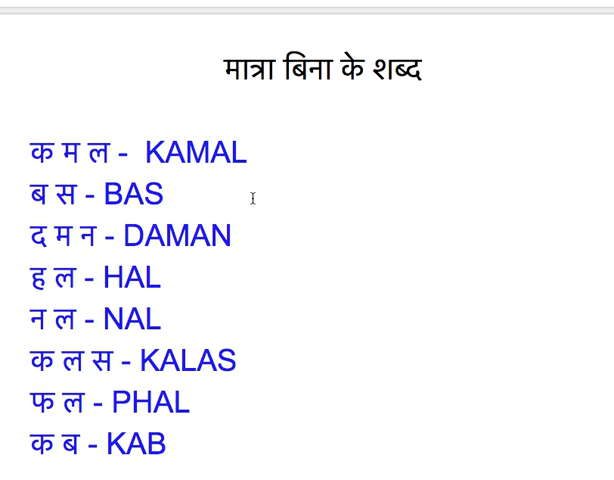 मात्रा बिना के शब्द
क म ल -  KAMAL
ब स - BAS
द म न - DAMAN
ह ल - HAL
न ल - NAL
क ल स - KALAS
फ ल - PHAL
क ब - KAB